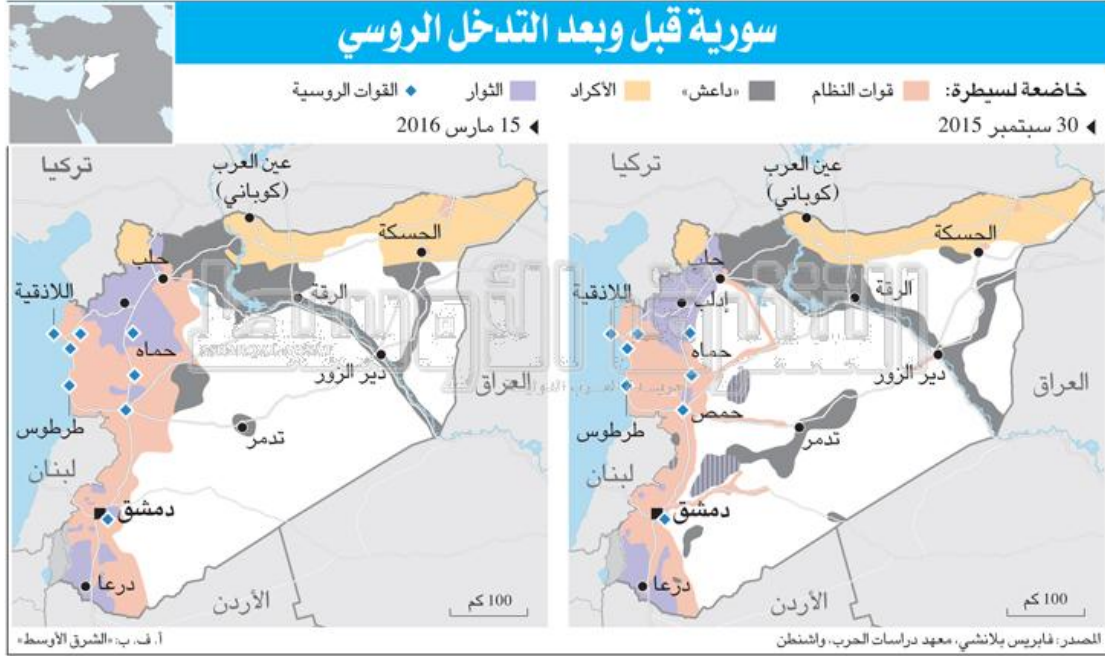 سورية قبل وبعد التدخل الروسي
خاضعة لسيطرة: قوات النظام «داعش» الأكراد الثوار القوات الروسية
30 سبتمبر 2015
تركيا
عين العرب
(كوباني)
الحسكة
حلب
اللاذقية
إدلب
الرقة
حماه
دير الزور
العراق
حمص
طرطوس
تدمر
لبنان
دمشق
درعا
الأردن
100 كم
15 مارس 2016
تركيا
عين العرب
(كوباني)
الحسكة
حلب
اللاذقية
الرقة
حماه
دير الزور
العراق
طرطوس
تدمر
لبنان
دمشق
درعا
الأردن
100 كم
الشرق الأوسط
المصدر: فابريس بلانشي، معهد دراسات الحرب، واشنطن
أ. ف. ب: «الشرق الأوسط»